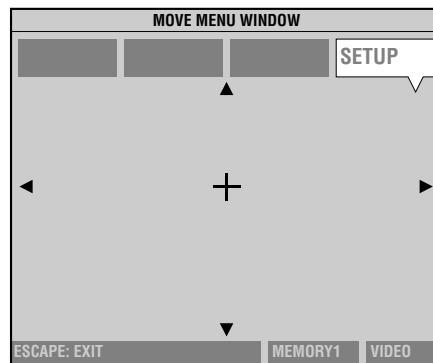 MOVE MENU WINDOW
SETUP
ESCAPE: EXIT MEMORY1 VIDEO